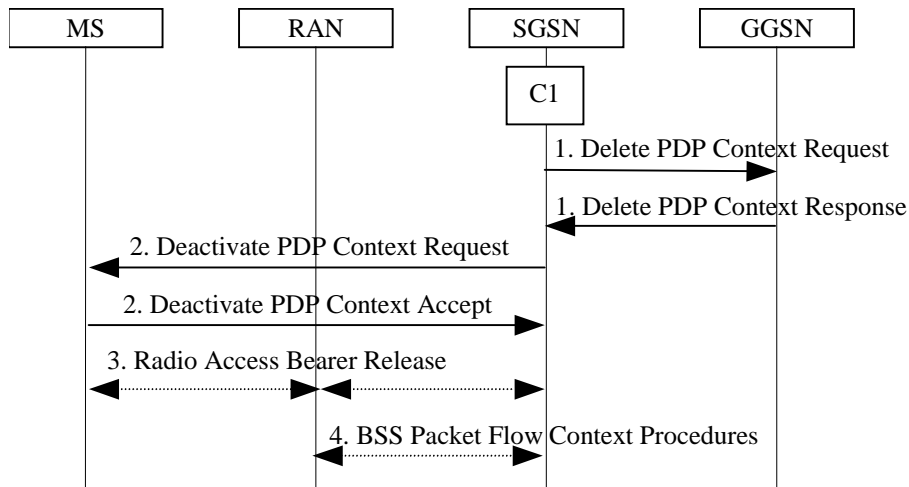 MS
RAN
SGSN
GGSN
C1
1. Delete PDP Context Request
1. Delete PDP Context Response
2. Deactivate PDP Context Request
2. Deactivate PDP Context Accept
3. Radio Access Bearer Release
4. BSS Packet Flow Context Procedures